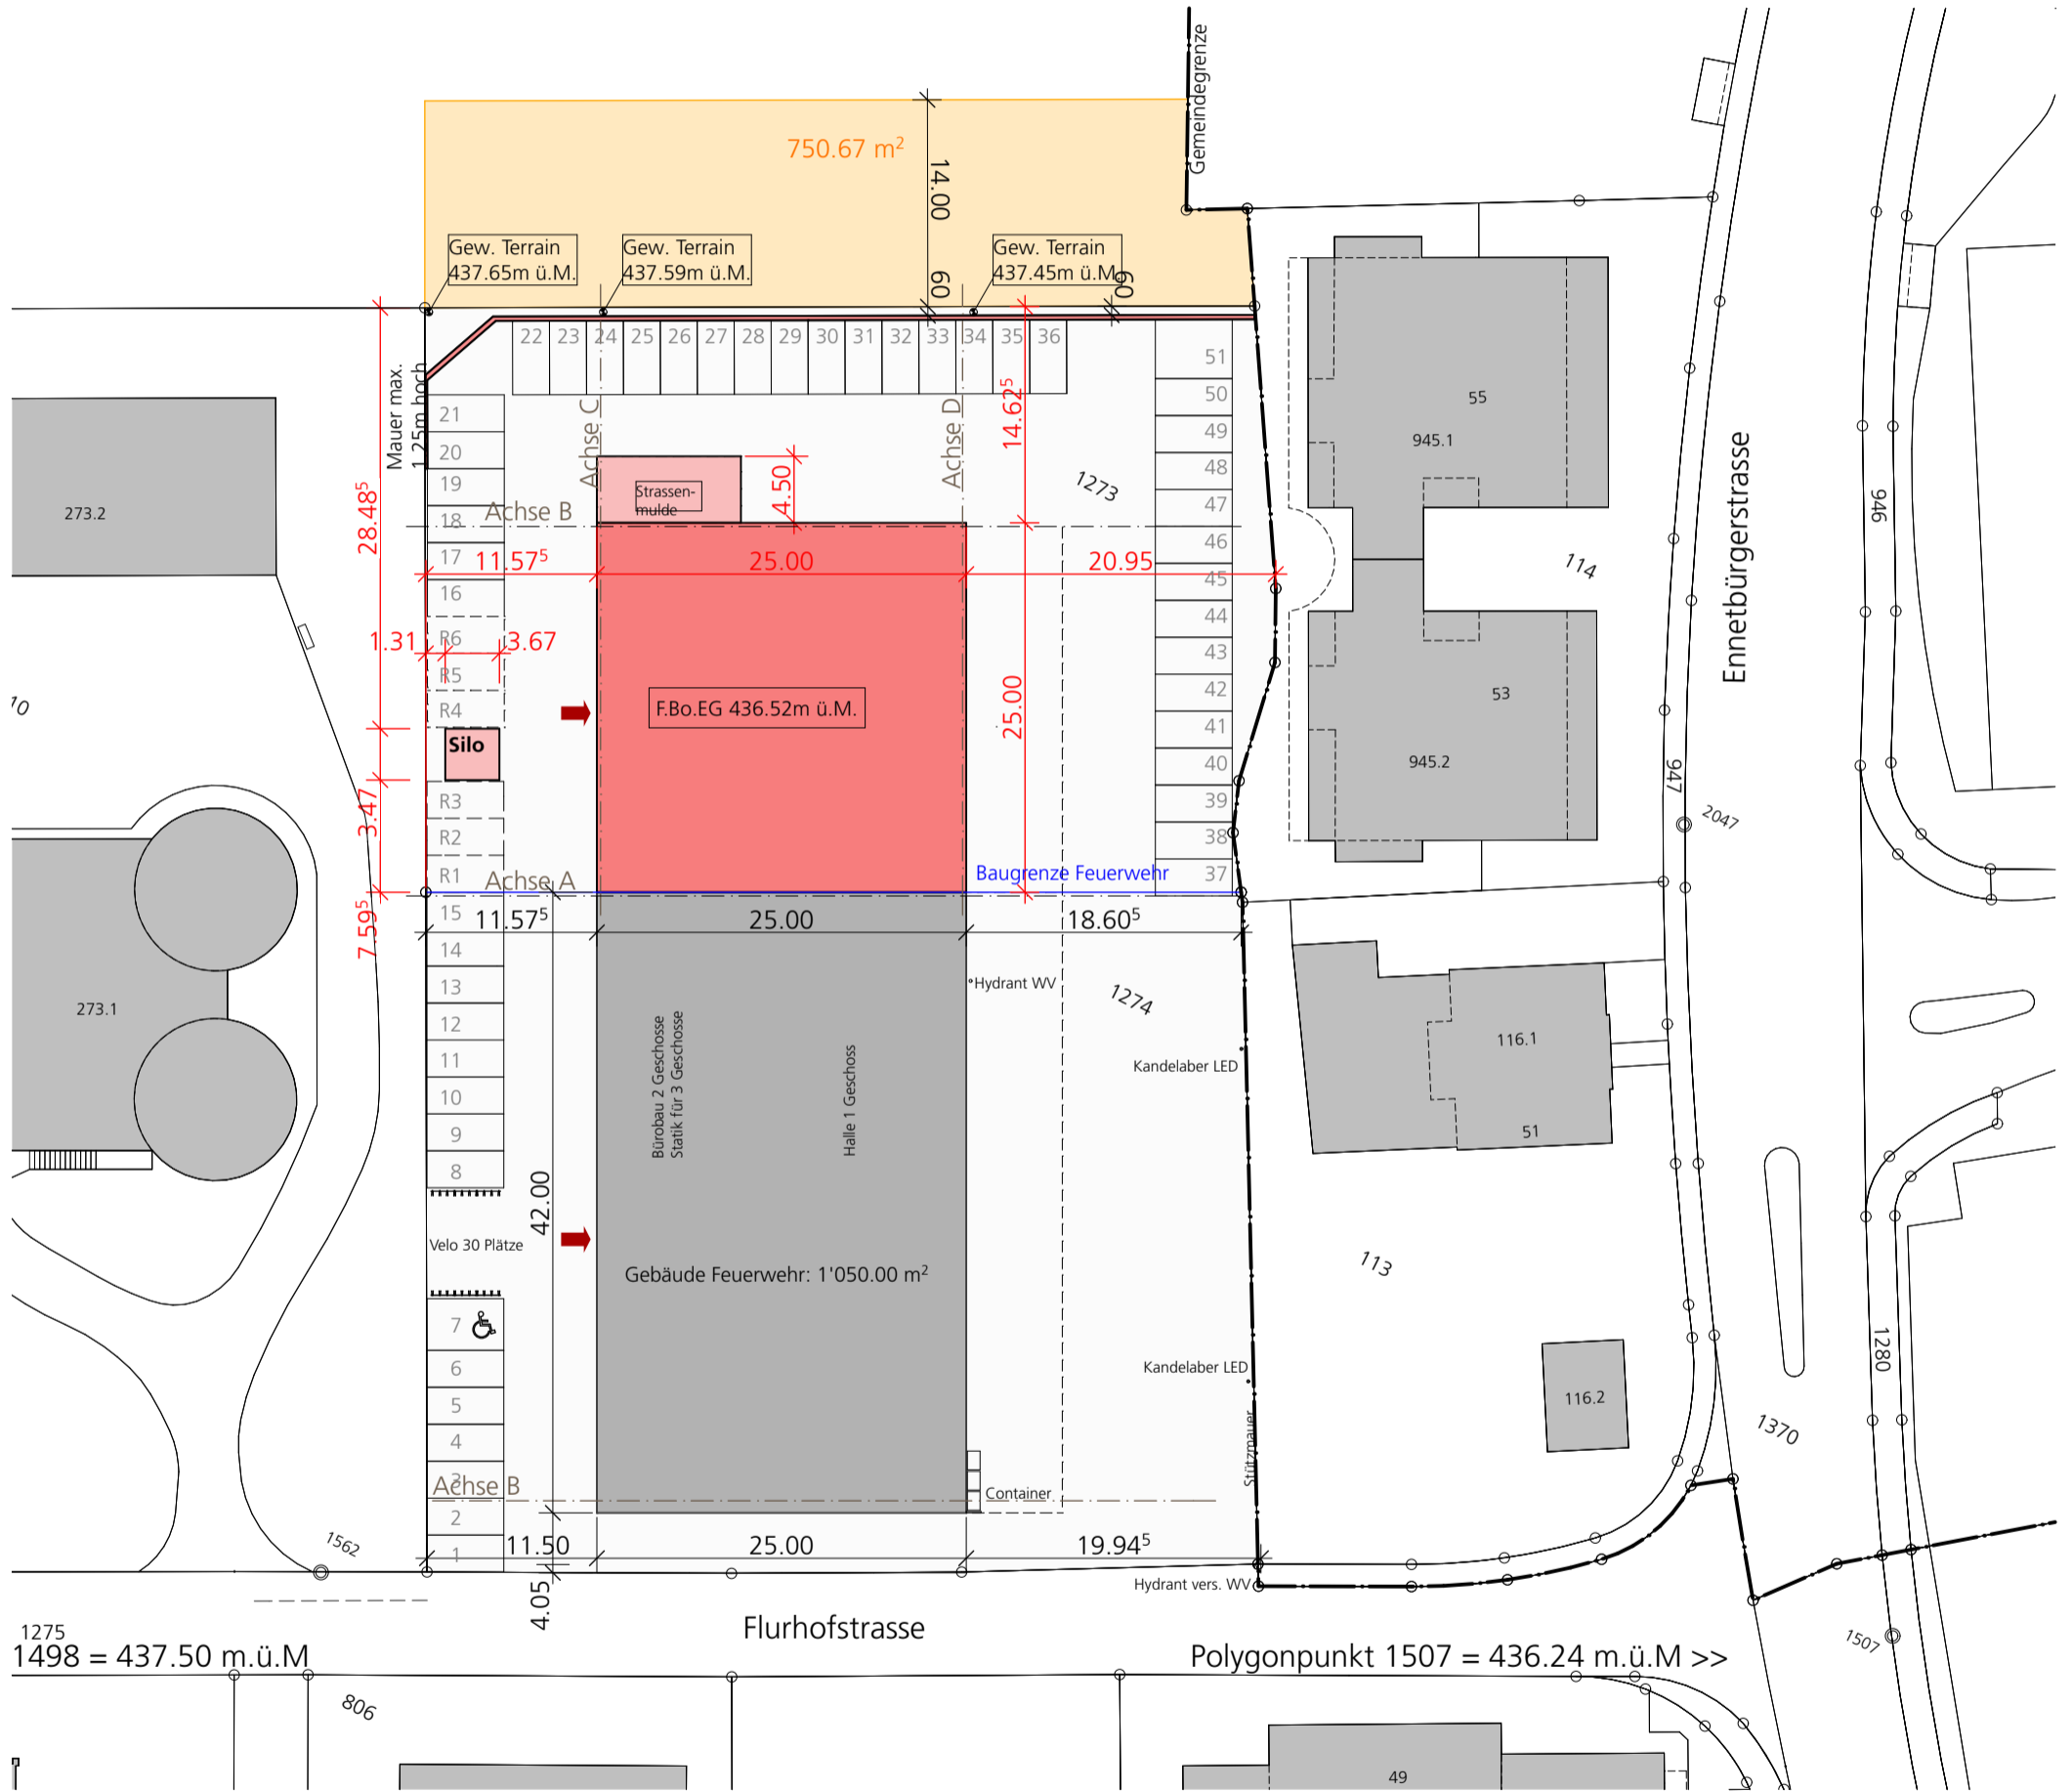 Gemeindegrenze
750.67 m²
14.00
60
Gew. Terrain
437.65m ü.M.
Gew. Terrain
437.59m ü.M.
Gew. Terrain
437.45m ü.M.
60
22 23 24 25 26 27 28 29 30 31 32 33 34 35 36
Mauer max.
1.25m hoch
21
20
19
18
17
16
R6
R5
R4
Silo
R3
R2
R1
Achse C
Achse D
14.62⁵
51
50
49
48
47
46
45
44
43
42
41
40
39
38
37
Strassen-
mulde
4.50
1273
Achse B
28.48⁵
11.57⁵
25.00
20.95
1.31
3.67
F.Bo.EG 436.52m ü.M.
25.00
3.47
7.59⁵
Achse A
Baugrenze Feuerwehr
11.57⁵
25.00
18.60⁵
15
14
13
12
11
10
9
8
Velo 30 Plätze
7
6
5
4
3
2
1
42.00
Bürobau 2 Geschosse
Statik für 3 Geschosse
Halle 1 Geschoss
Hydrant WV
1274
Kandelaber LED
Gebäude Feuerwehr: 1'050.00 m²
Kandelaber LED
Stützmauer
Achse B
Container
11.50
25.00
19.94⁵
4.05
Hydrant vers. WV
273.2
10
273.1
1562
55
945.1
114
53
945.2
116.1
51
113
116.2
Ennetbürgerstrasse
946
947
2047
1280
1370
1507
Flurhofstrasse
1275
1498 = 437.50 m.ü.M
Polygonpunkt 1507 = 436.24 m.ü.M >>
806
49